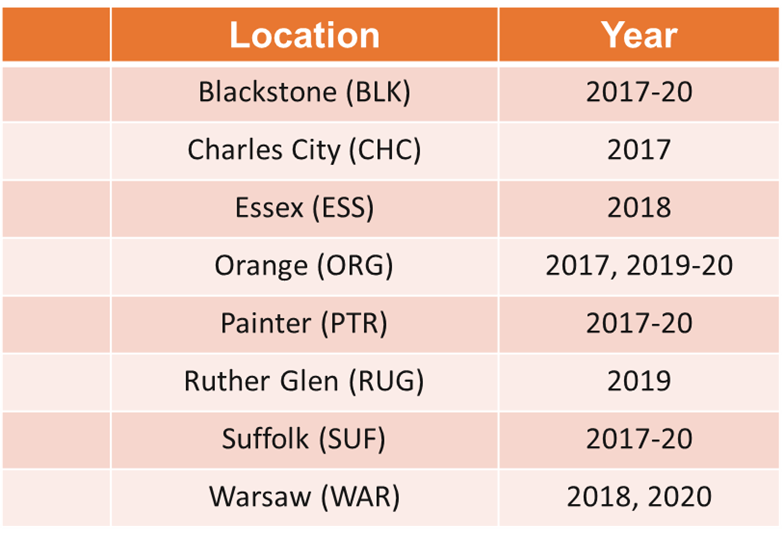 Location Year
Blackstone (BLK) 2017-20
Charles City (CHC) 2017
Essex (ESS) 2018
Orange (ORG) 2017, 2019-20
Painter (PTR) 2017-20
Ruther Glen (RUG) 2019
Suffolk (SUF) 2017-20
Warsaw (WAR) 2018, 2020